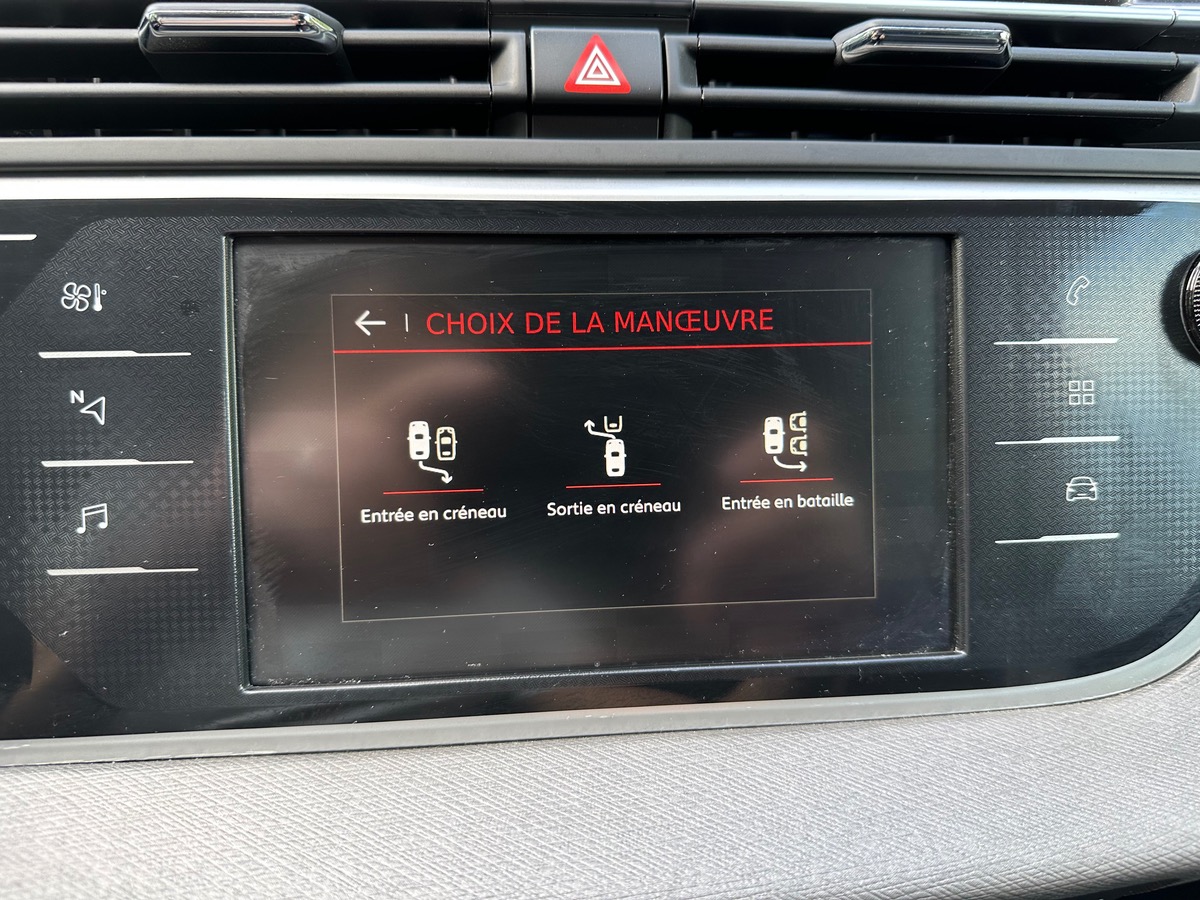 CHOIX DE LA MANŒUVRE
N
Entrée en créneau
Sortie en créneau
Entrée en bataille